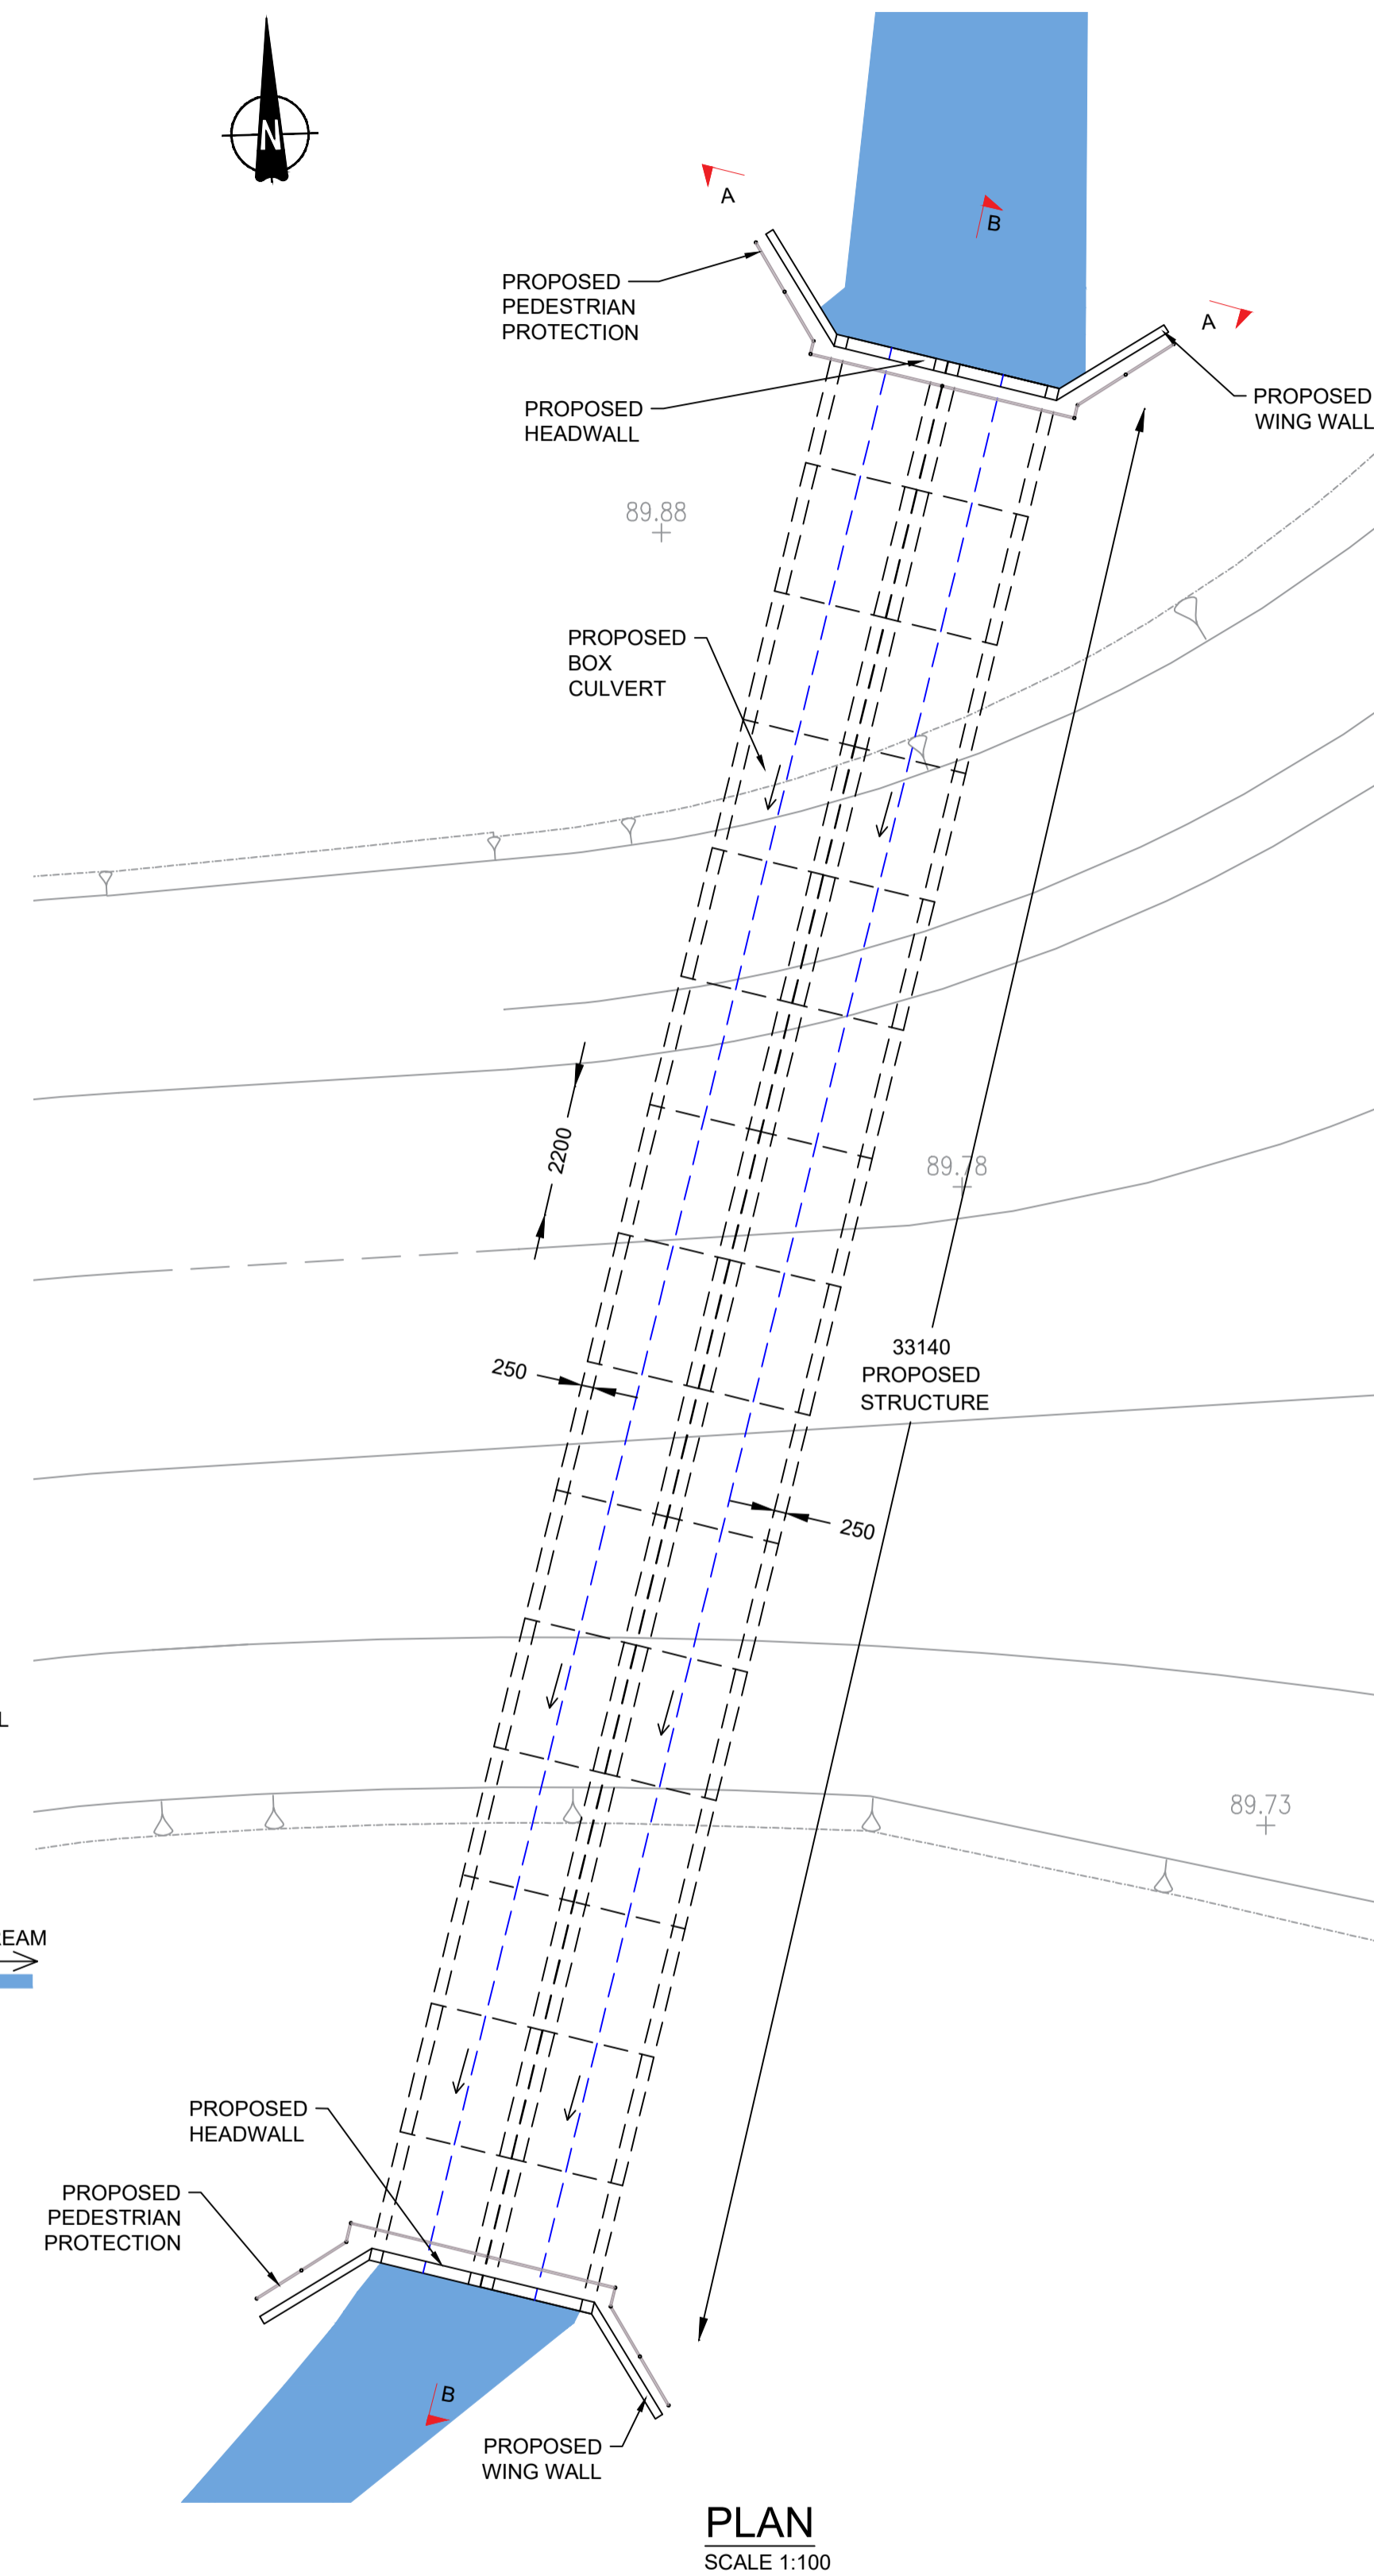 N
A
B
PROPOSED
PEDESTRIAN
PROTECTION
A
PROPOSED
WING WALL
PROPOSED
HEADWALL
89.88
PROPOSED
BOX
CULVERT
2200
89.78
33140
PROPOSED
STRUCTURE
250
250
L
89.73
REAM
PROPOSED
HEADWALL
PROPOSED
PEDESTRIAN
PROTECTION
B
PROPOSED
WING WALL
PLAN
SCALE 1:100